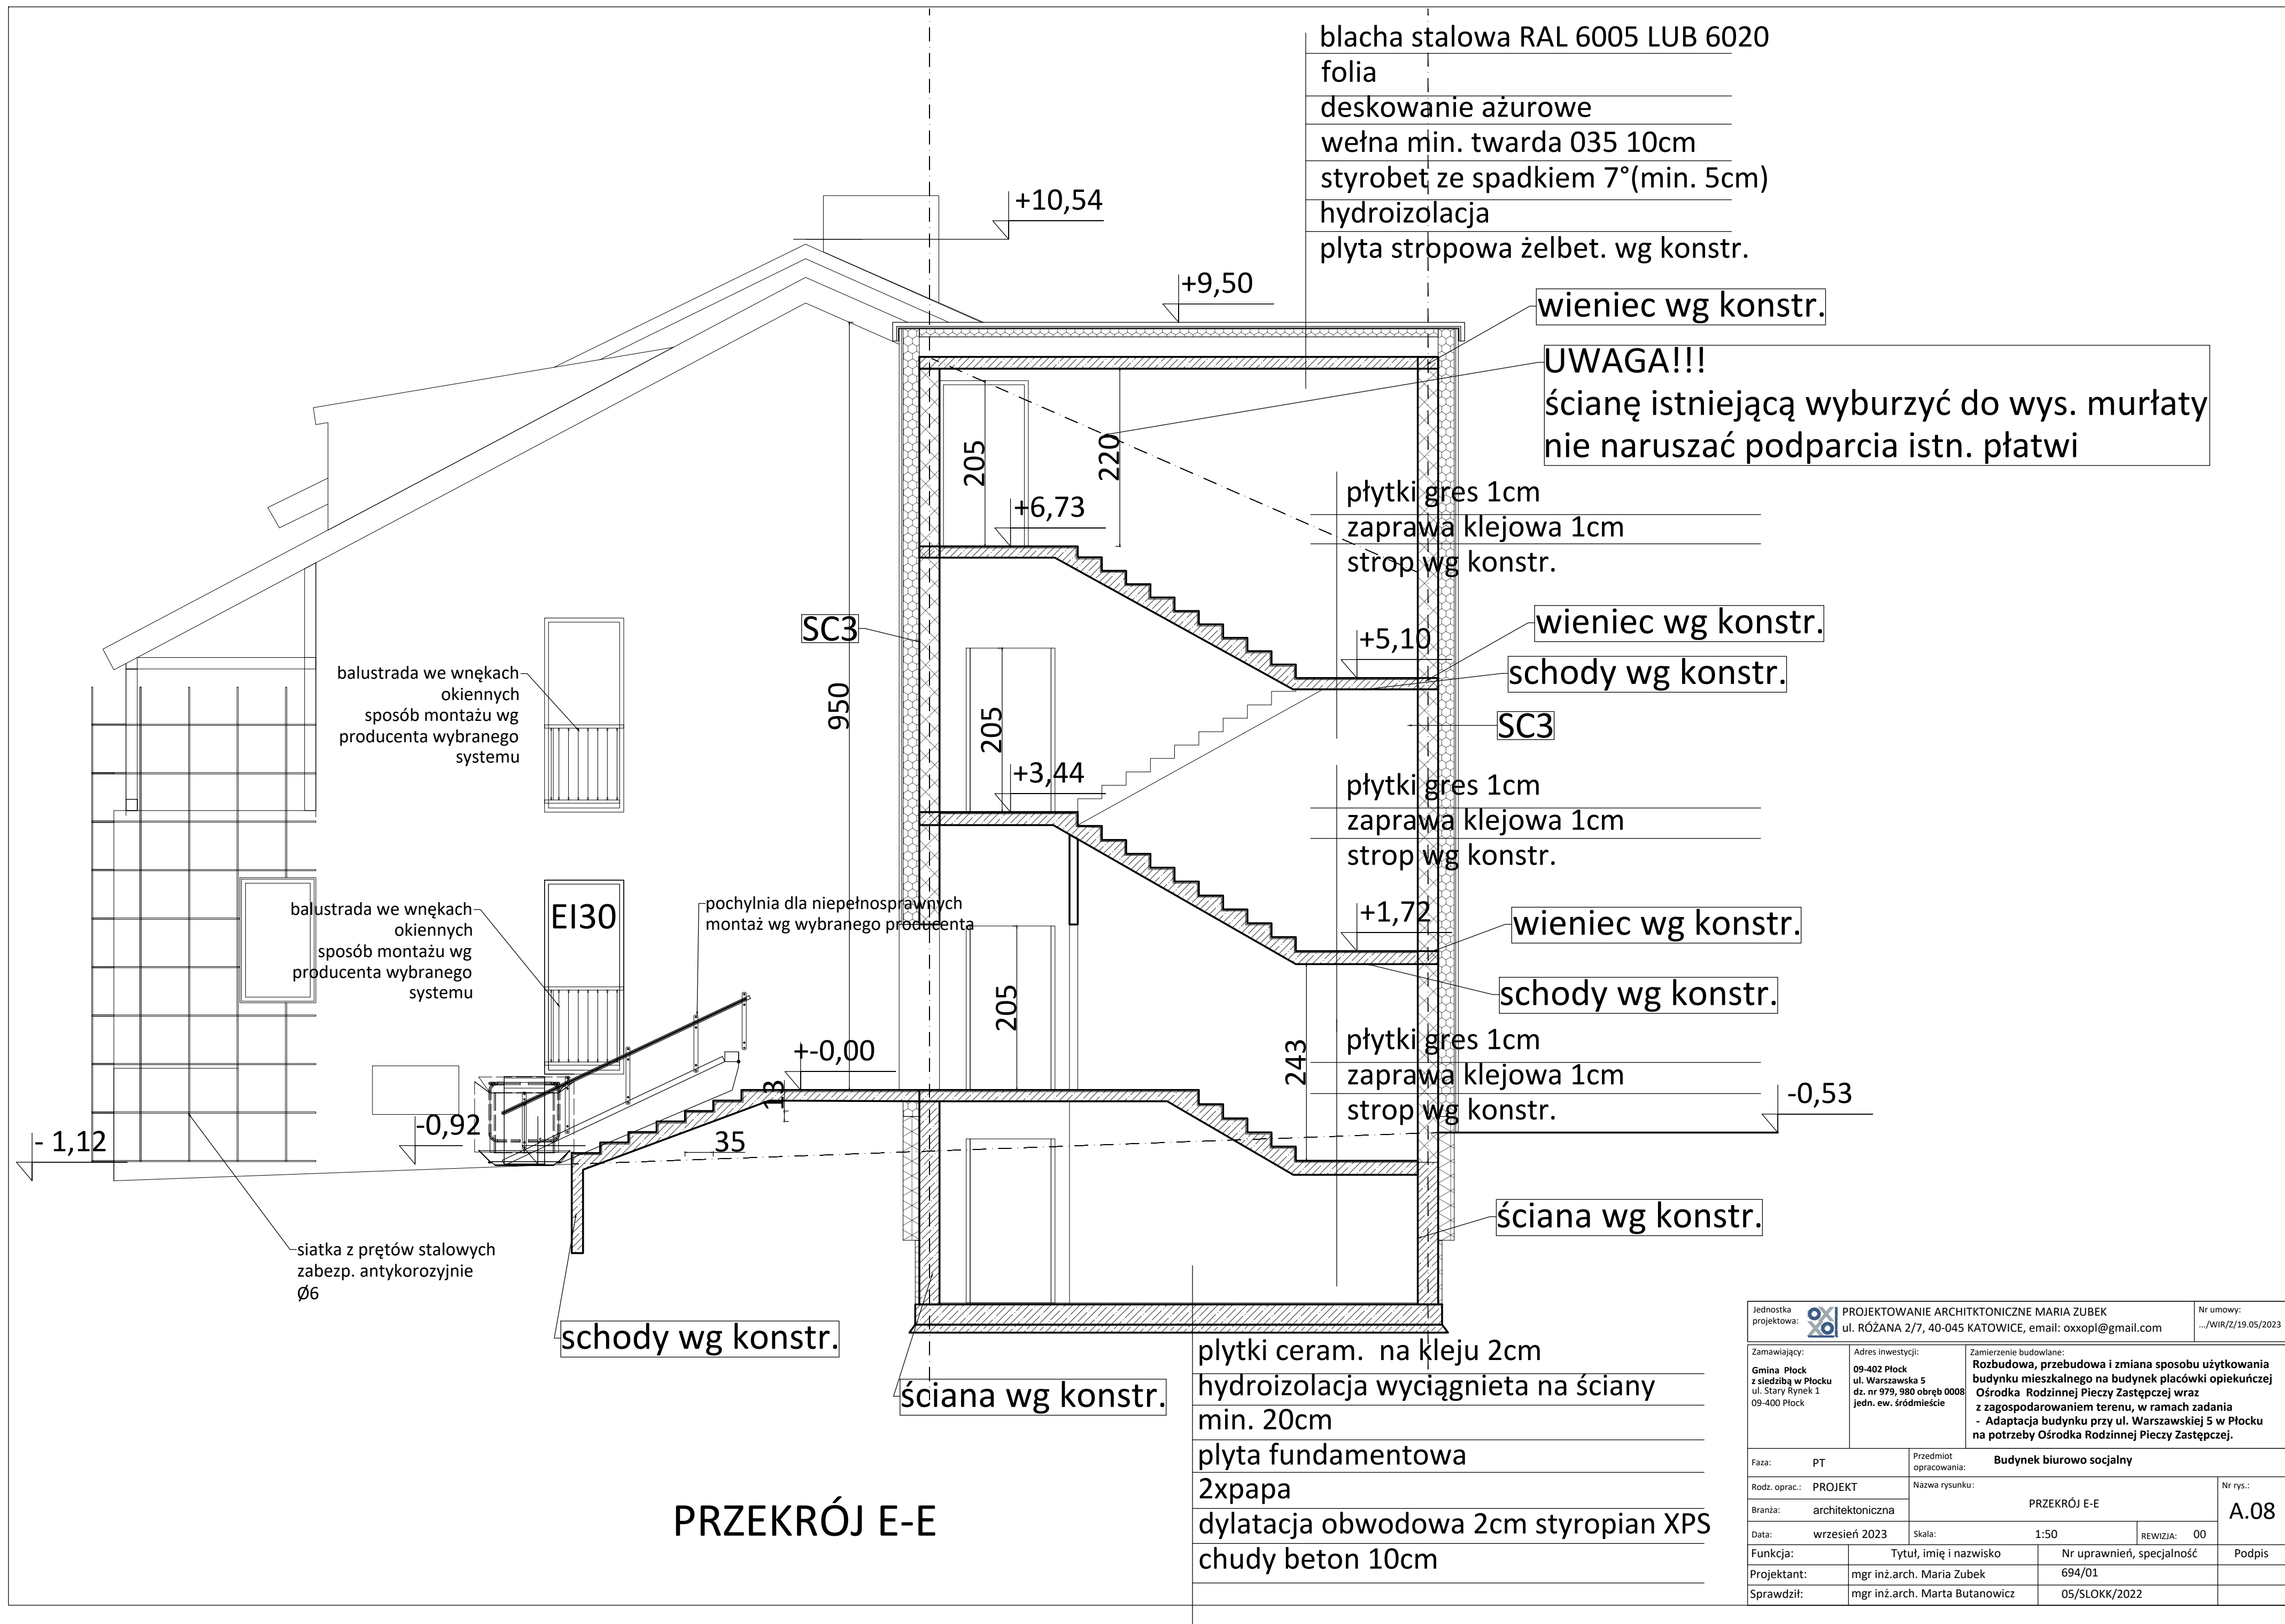 blacha stalowa RAL 6005 LUB 6020
folia
deskowanie ażurowe
wełna min. twarda 035 10cm
styrobet ze spadkiem 7°(min. 5cm)
hydroizolacja
plyta stropowa żelbet. wg konstr.
+10,54
+9,50
wieniec wg konstr.
UWAGA!!!
ścianę istniejącą wyburzyć do wys. murłaty
nie naruszać podparcia istn. płatwi
205
220
+6,73
płytki gres 1cm
zaprawa klejowa 1cm
strop wg konstr.
SC3
wieniec wg konstr.
+5,10
schody wg konstr.
balustrada we wnękach
okiennych
sposób montażu wg
producenta wybranego
systemu
950
205
SC3
+3,44
płytki gres 1cm
zaprawa klejowa 1cm
strop wg konstr.
balustrada we wnękach
okiennych
sposób montażu wg
producenta wybranego
systemu
EI30
pochylnia dla niepełnosprawnych
montaż wg wybranego producenta
+1,72
wieniec wg konstr.
schody wg konstr.
205
243
+-0,00
13
35
płytki gres 1cm
zaprawa klejowa 1cm
strop wg konstr.
-0,53
-0,92
- 1,12
ściana wg konstr.
siatka z prętów stalowych
zabezp. antykorozyjnie
Ø6
schody wg konstr.
ściana wg konstr.
plytki ceram. na kleju 2cm
hydroizolacja wyciągnieta na ściany
min. 20cm
plyta fundamentowa
2xpapa
dylatacja obwodowa 2cm styropian XPS
chudy beton 10cm
PRZEKRÓJ E-E
Jednostka
projektowa:
OXXO
PROJEKTOWANIE ARCHITKTONICZNE MARIA ZUBEK
ul. RÓŻANA 2/7, 40-045 KATOWICE, email: oxxopl@gmail.com
Nr umowy:
.../WIR/Z/19.05/2023
Zamawiający:
Gmina Płock
z siedzibą w Płocku
ul. Stary Rynek 1
09-400 Płock
Adres inwestycji:
09-402 Płock
ul. Warszawska 5
dz. nr 979, 980 obręb 0008
jedn. ew. śródmieście
Zamierzenie budowlane:
Rozbudowa, przebudowa i zmiana sposobu użytkowania
budynku mieszkalnego na budynek placówki opiekuńczej
Ośrodka Rodzinnej Pieczy Zastępczej wraz
z zagospodarowaniem terenu, w ramach zadania
- Adaptacja budynku przy ul. Warszawskiej 5 w Płocku
na potrzeby Ośrodka Rodzinnej Pieczy Zastępczej.
Faza: PT
Przedmiot
opracowania:
Budynek biurowo socjalny
Rodz. oprac.: PROJEKT
Nazwa rysunku:
PRZEKRÓJ E-E
Nr rys.:
A.08
Branża: architektoniczna
Data: wrzesień 2023
Skala: 1:50
REWIZJA: 00
Funkcja: Tytuł, imię i nazwisko Nr uprawnień, specjalność Podpis
Projektant: mgr inż.arch. Maria Zubek 694/01
Sprawdził: mgr inż.arch. Marta Butanowicz 05/SLOKK/2022